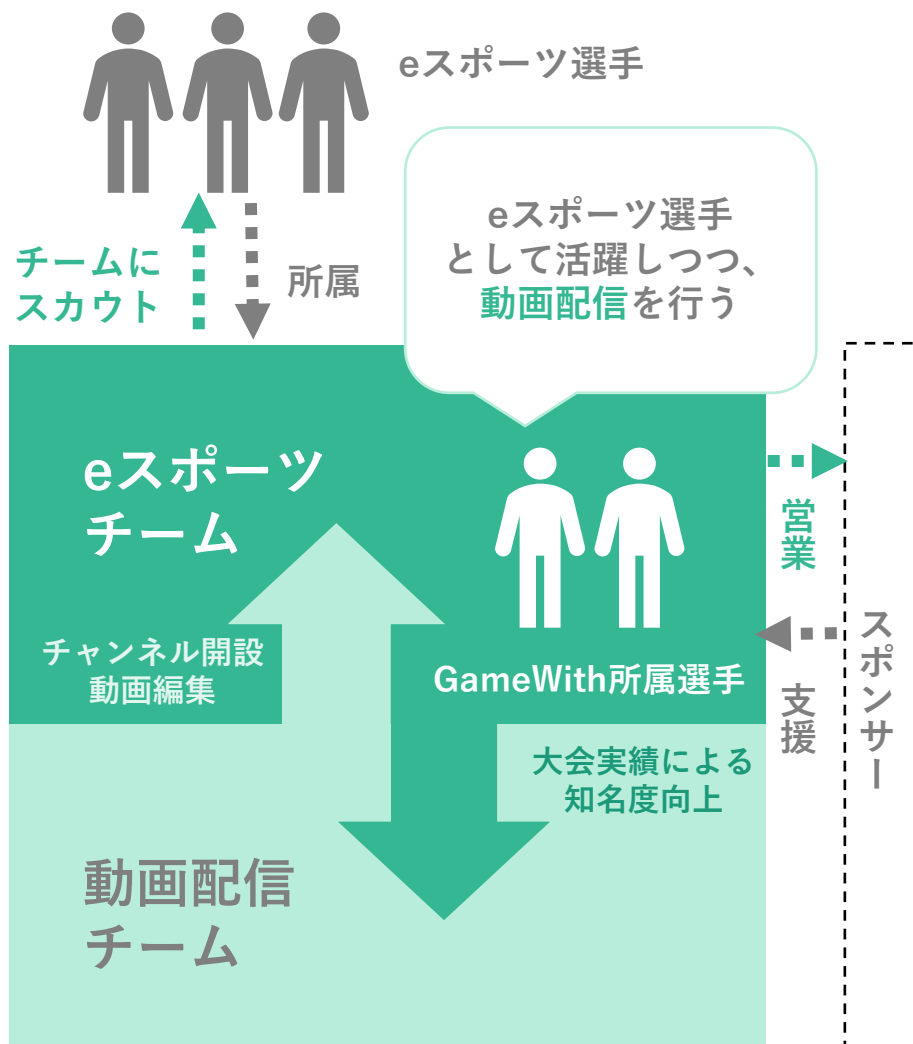 eスポーツ選手
eスポーツ選手
として活躍しつつ、
動画配信を行う
チームに
スカウト
所属
eスポーツ
チーム
営業
チャンネル開設
動画編集
GameWith所属選手
支援
スポンサー
大会実績による
知名度向上
動画配信
チーム